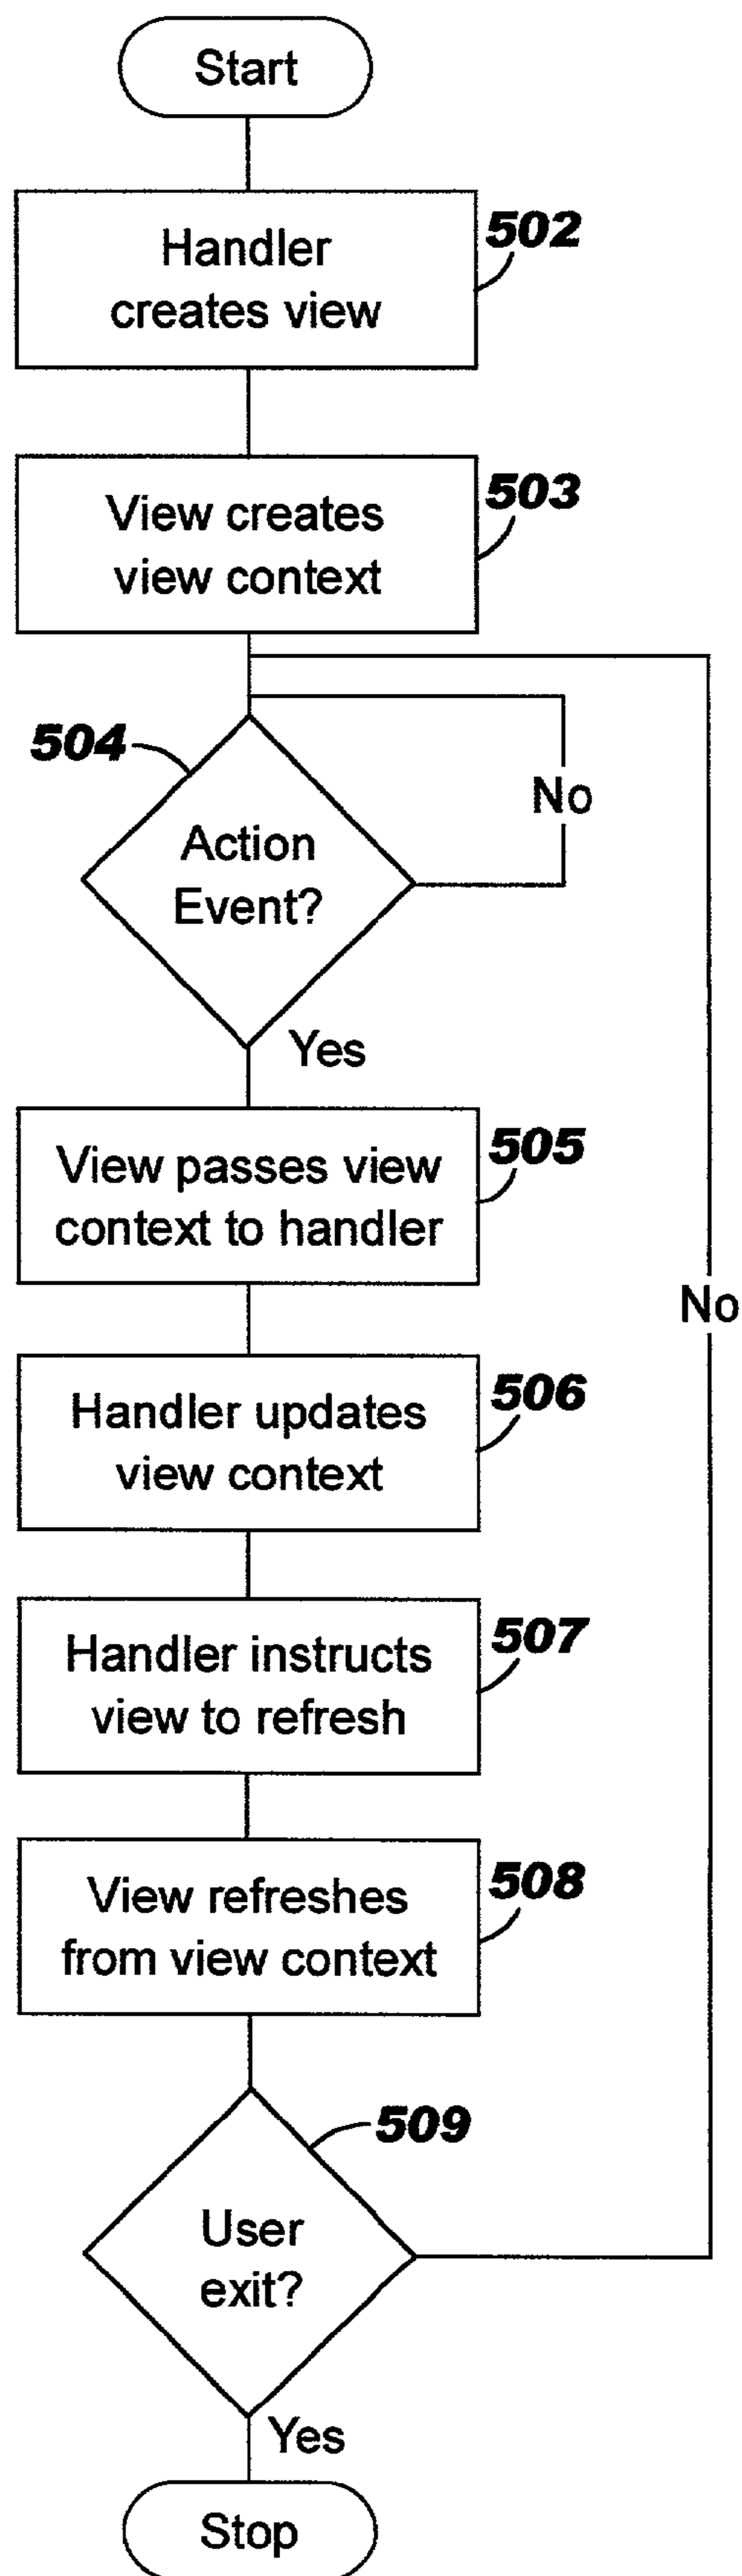 Start
Handler
creates view
502
View creates
view context
503
504
Action
Event?
No
Yes
View passes view
context to handler
505
No
Handler updates
view context
506
Handler instructs
view to refresh
507
View refreshes
from view context
508
509
User
exit?
Yes
Stop